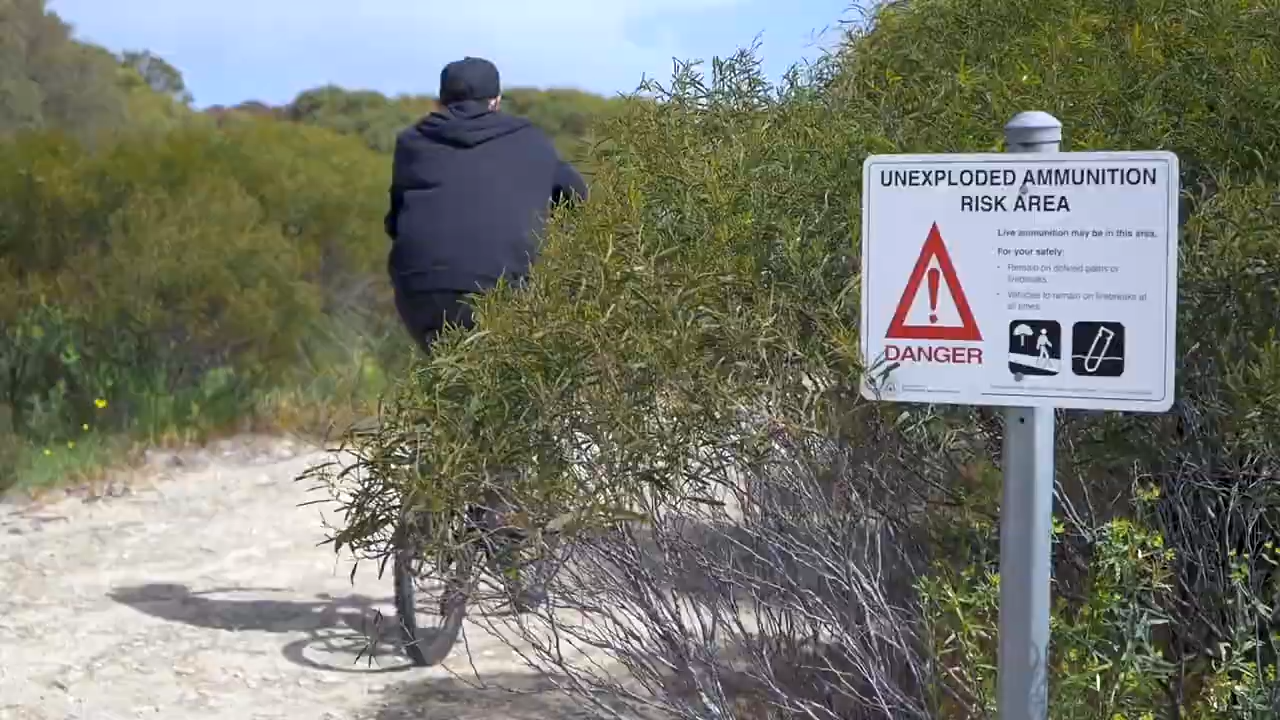 UNEXPLODED AMMUNITION
RISK AREA
Live ammunition may be in this area.
For your safety:
• Remain on defined paths or
firebreaks.
• Vehicles to remain on firebreaks at
all times.
DANGER